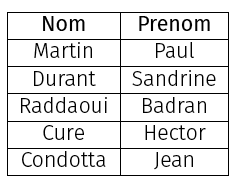 Nom Prenom
Martin Paul
Durant Sandrine
Raddaoui Badran
Cure Hector
Condotta Jean